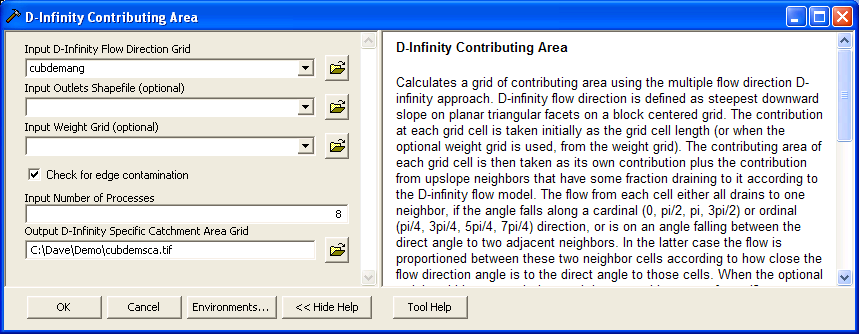 D-Infinity Contributing Area
Input D-Infinity Flow Direction Grid
cubdemang
Input Outlets Shapefile (optional)
Input Weight Grid (optional)
Check for edge contamination
Input Number of Processes
8
Output D-Infinity Specific Catchment Area Grid
C:\Dave\Demo\cubdemsca.tif
D-Infinity Contributing Area
Calculates a grid of contributing area using the multiple flow direction D-
infinity approach. D-infinity flow direction is defined as steepest downward
slope on planar triangular facets on a block centered grid. The contribution
at each grid cell is taken initially as the grid cell length (or when the
optional weight grid is used, from the weight grid). The contributing area of
each grid cell is then taken as its own contribution plus the contribution
from upslope neighbors that have some fraction draining to it according to
the D-infinity flow model. The flow from each cell either all drains to one
neighbor, if the angle falls along a cardinal (0, pi/2, pi, 3pi/2) or ordinal
(pi/4, 3pi/4, 5pi/4, 7pi/4) direction, or is on an angle falling between the
direct angle to two adjacent neighbors. In the latter case the flow is
proportioned between these two neighbor cells according to how close the
flow direction angle is to the direct angle to those cells. When the optional
OK
Cancel
Environments...
<< Hide Help
Tool Help